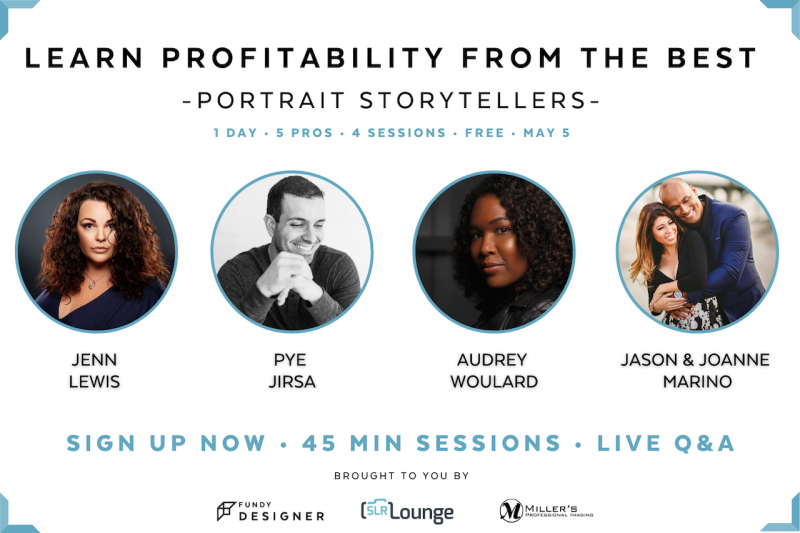 LEARN PROFITABILITY FROM THE BEST
-PORTRAIT STORYTELLERS-
1 DAY • 5 PROS • 4 SESSIONS • FREE • MAY 5
JENN
LEWIS
PYE
JIRSA
AUDREY
WOULARD
JASON & JOANNE
MARINO
SIGN UP NOW • 45 MIN SESSIONS • LIVE Q&A
BROUGHT TO YOU BY
FUNDY
DESIGNER
SLR Lounge
M MILLER'S
PROFESSIONAL IMAGING